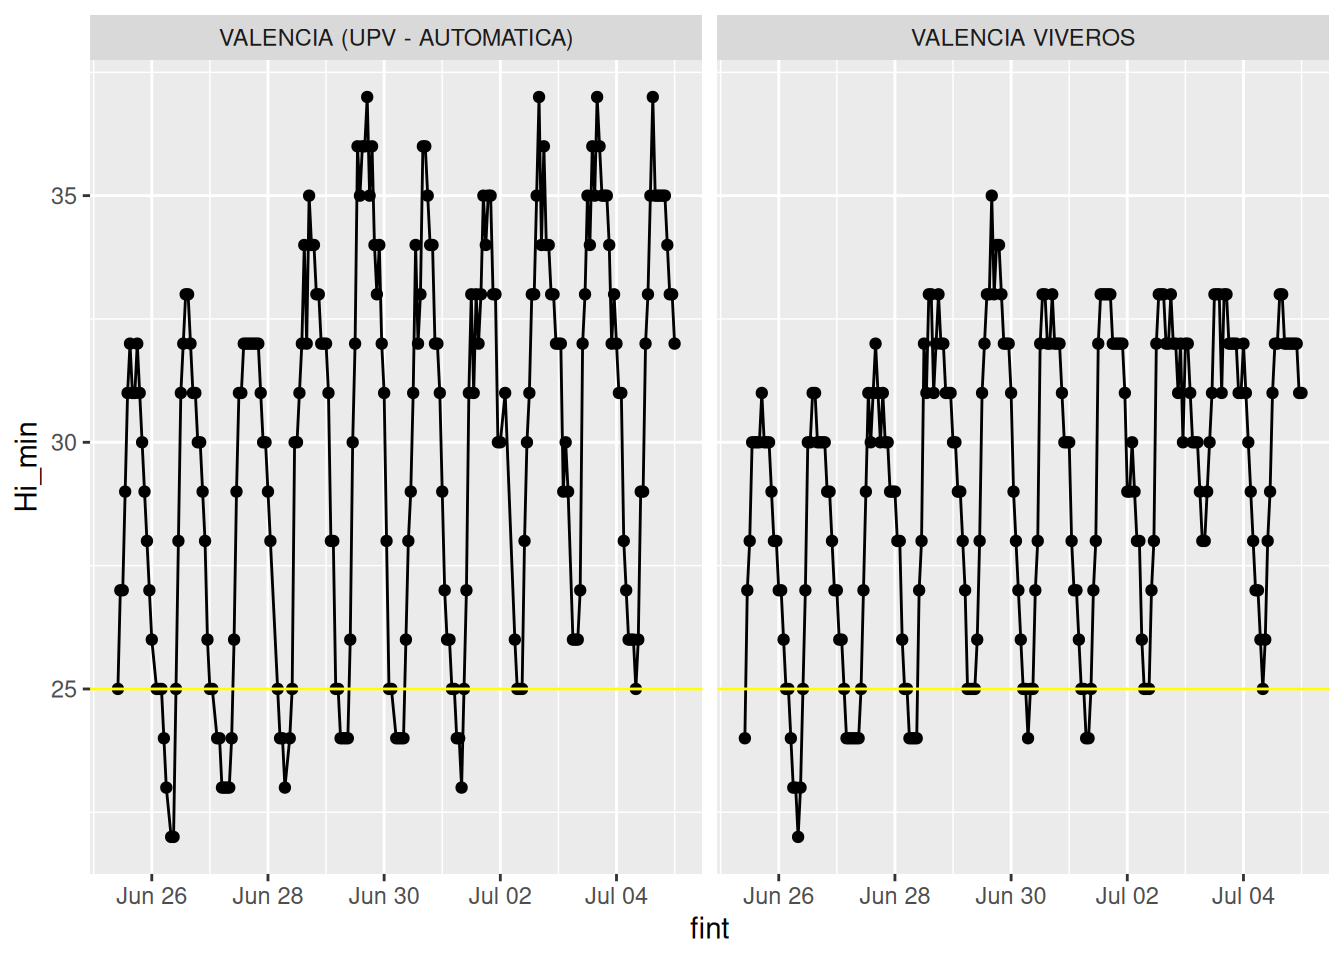 VALENCIA (UPV - AUTOMATICA)
VALENCIA VIVEROS
35
30
25
Hi_min
Jun 26
Jun 28
Jun 30
Jul 02
Jul 04
Jun 26
Jun 28
Jun 30
Jul 02
Jul 04
fint